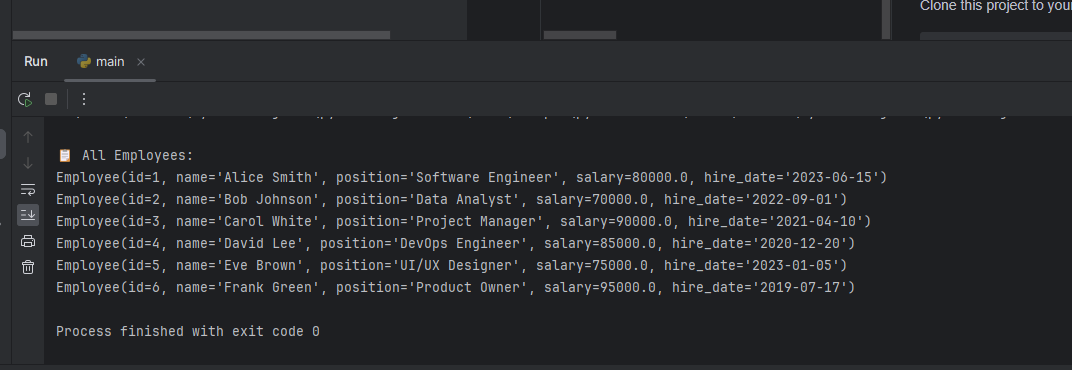 Clone this project to your
Run
main
📋 All Employees:
Employee(id=1, name='Alice Smith', position='Software Engineer', salary=80000.0, hire_date='2023-06-15')
Employee(id=2, name='Bob Johnson', position='Data Analyst', salary=70000.0, hire_date='2022-09-01')
Employee(id=3, name='Carol White', position='Project Manager', salary=90000.0, hire_date='2021-04-10')
Employee(id=4, name='David Lee', position='DevOps Engineer', salary=85000.0, hire_date='2020-12-20')
Employee(id=5, name='Eve Brown', position='UI/UX Designer', salary=75000.0, hire_date='2023-01-05')
Employee(id=6, name='Frank Green', position='Product Owner', salary=95000.0, hire_date='2019-07-17')
Process finished with exit code 0